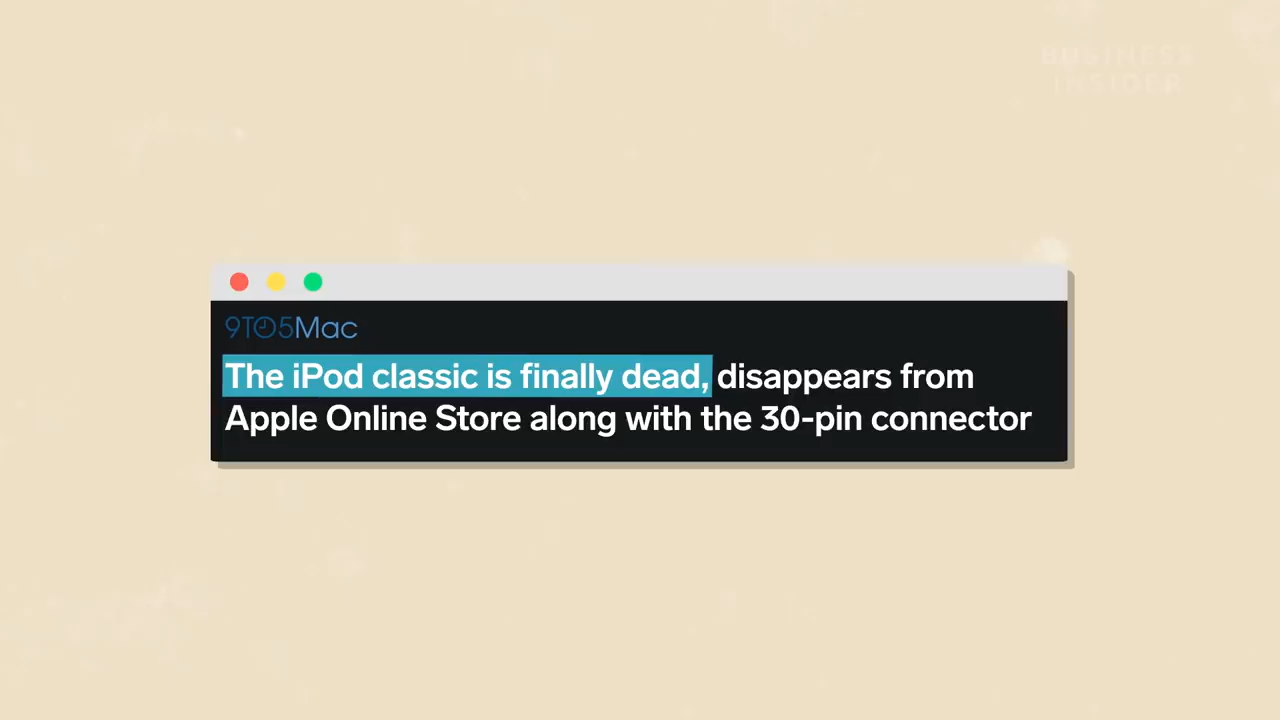 BUSINESS
INSIDER
9TO5Mac
The iPod classic is finally dead, disappears from
Apple Online Store along with the 30-pin connector